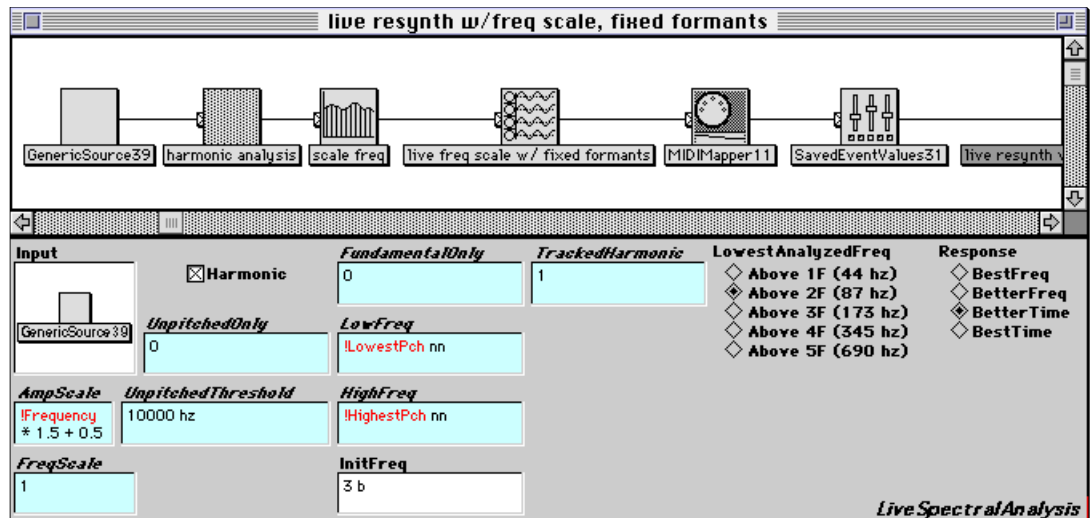 live resynth w/freq scale, fixed formants
GenericSource39
harmonic analysis
scale freq
live freq scale w/ fixed formants
MIDIMapper11
SavedEventValues31
live resynth
Input
GenericSource39
Harmonic
FundamentalOnly
0
TrackedHarmonic
1
LowestAnalyzedFreq
Above 1F (44 hz)
Above 2F (87 hz)
Above 3F (173 hz)
Above 4F (345 hz)
Above 5F (690 hz)
Response
BestFreq
BetterFreq
BetterTime
BestTime
UnpitchedOnly
0
LowFreq
!LowestPch nn
AmpScale
!Frequency
* 1.5 + 0.5
UnpitchedThreshold
10000 hz
HighFreq
!HighestPch nn
FreqScale
1
InitFreq
3 b
LiveSpectralAnalysis